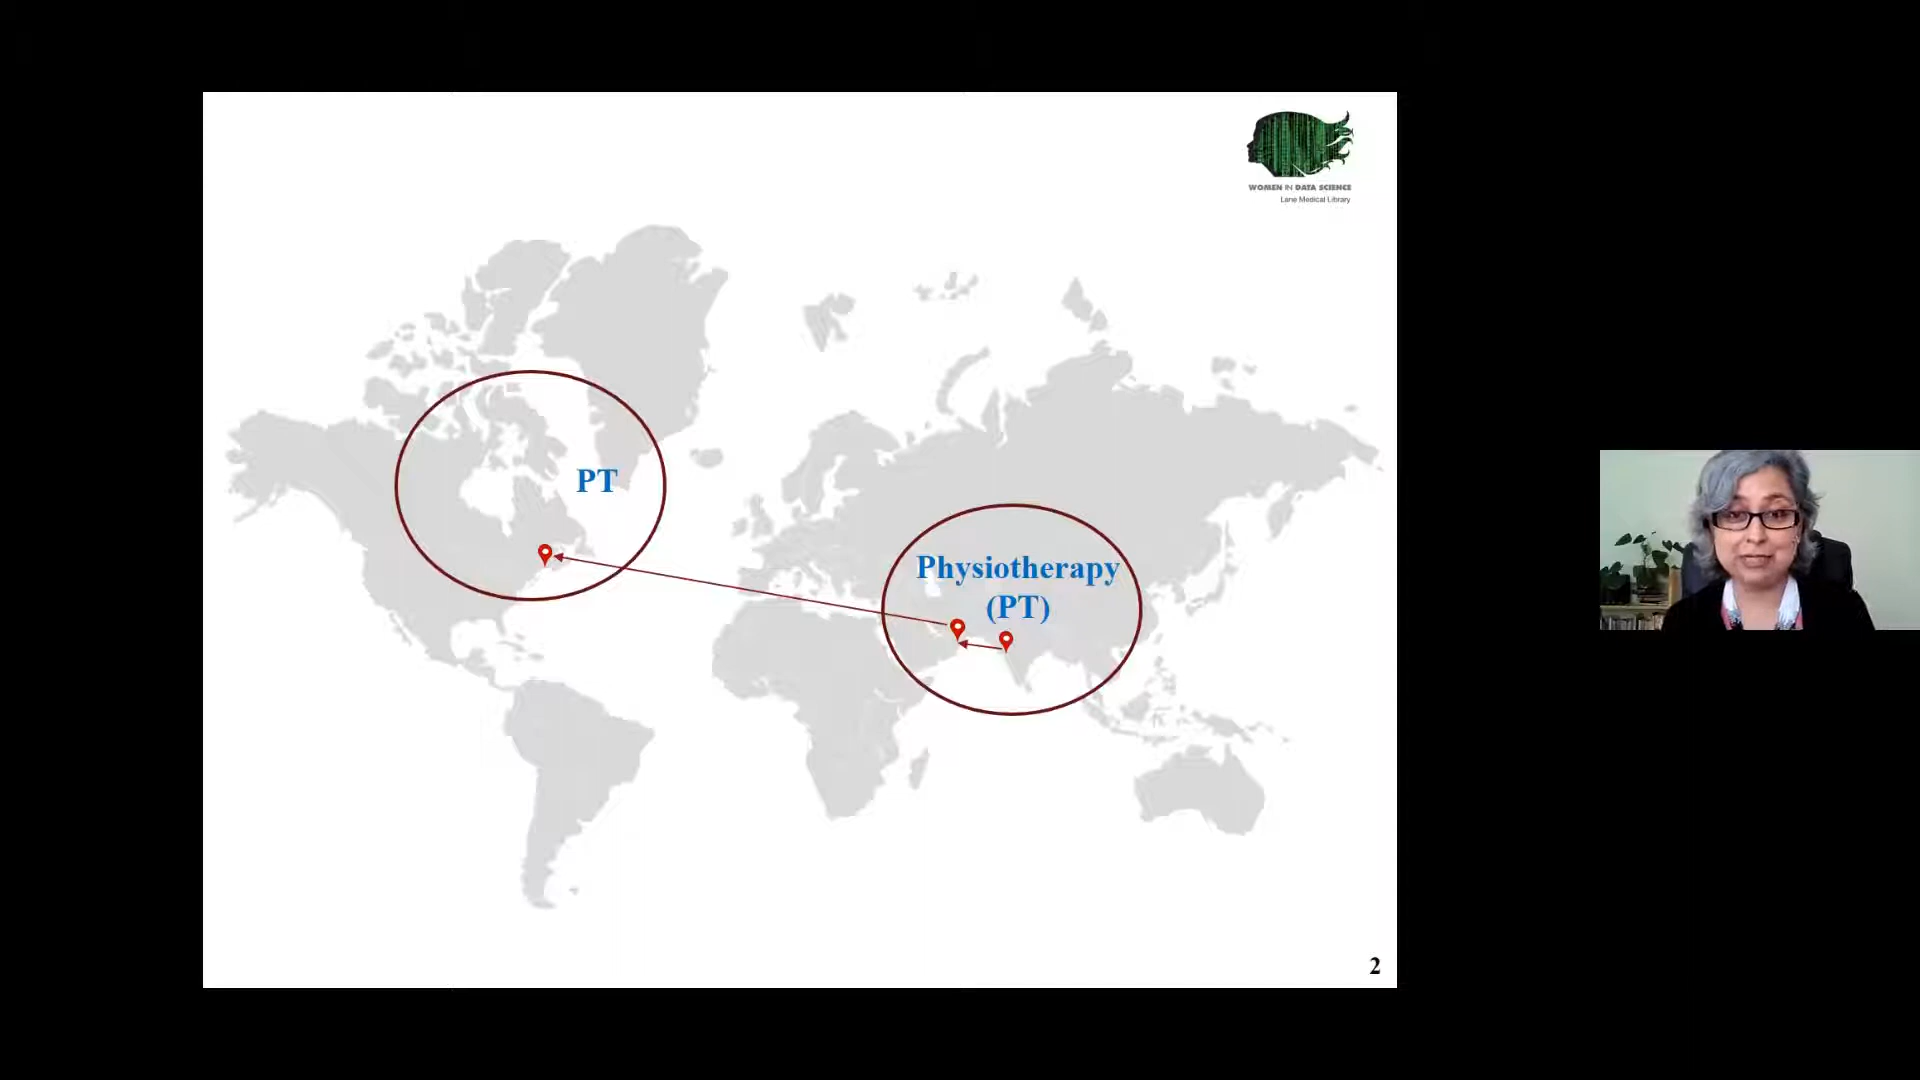 WOMEN IN DATA SCIENCE
Lane Medical Library
PT
Physiotherapy
(PT)
2